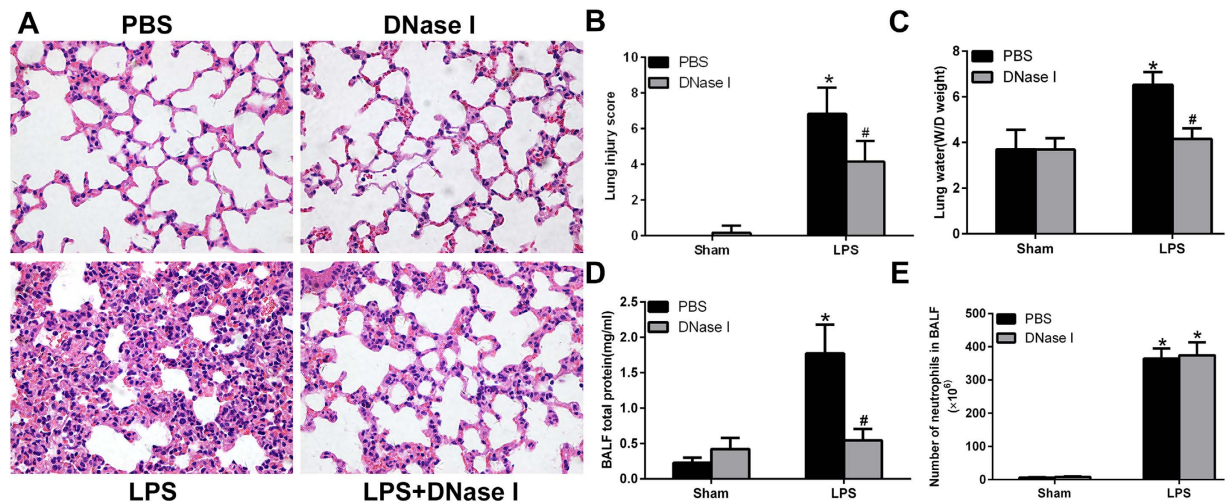 A
PBS
DNase I
LPS
LPS+DNase I
B
PBS
DNase I
Lung injury score
10
8
6
4
2
0
*
#
Sham
LPS
C
PBS
DNase I
Lung water(W/D weight)
8
6
4
2
0
*
#
Sham
LPS
D
PBS
DNase I
BALF total protein(mg/ml)
2.5
2.0
1.5
1.0
0.5
0.0
*
#
Sham
LPS
E
PBS
DNase I
Number of neutrophils in BALF
(×10⁶)
500
400
300
200
100
0
*
*
Sham
LPS